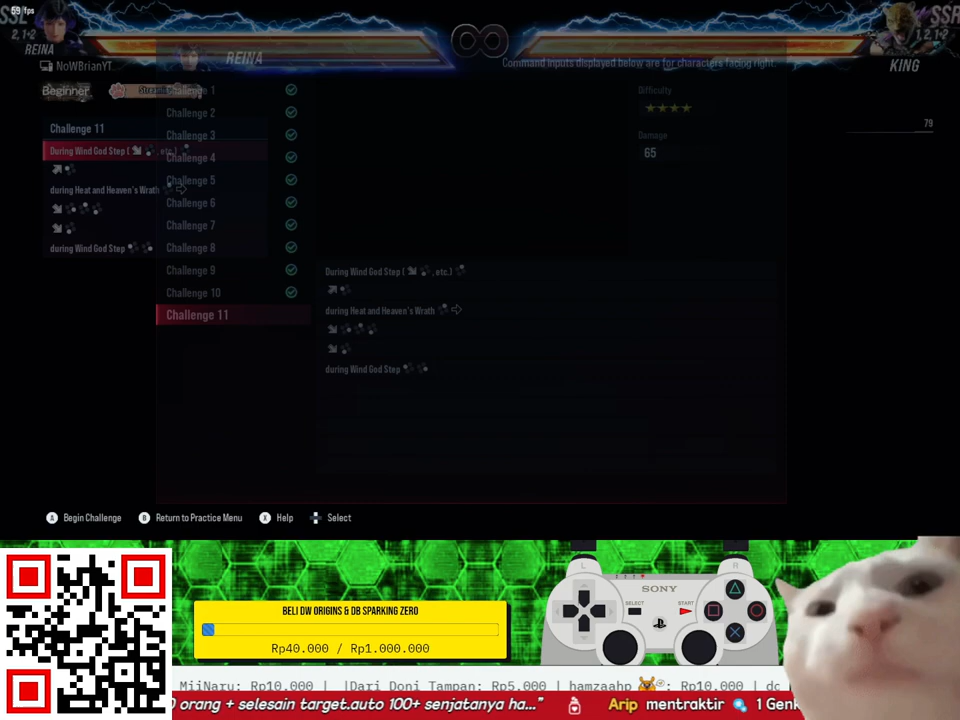 59 fps
SSL
SSR
2, 1-2
1, 2, 1-2
REINA
KING
NoWBrianYT
REINA
Command inputs displayed below are for characters facing right.
Beginner
Challenge 11
During Wind God Step ( , etc.)
during Heat and Heaven's Wrath
during Wind God Step
Challenge 1
Challenge 2
Challenge 3
Challenge 4
Challenge 5
Challenge 6
Challenge 7
Challenge 8
Challenge 9
Challenge 10
Challenge 11
Difficulty
★★★★
Damage
65
79
During Wind God Step ( , etc.)
during Heat and Heaven's Wrath
during Wind God Step
A Begin Challenge B Return to Practice Menu X Help Select
BELI DW ORIGINS & DB SPARKING ZERO
Rp40.000 / Rp1.000.000
L R
SONY
SELECT START
MiiNaru: Rp10.000 | |Dari Doni Tampan: Rp5.000 | hamzaahp : Rp10.000 | dc
0 orang + selesain target.auto 100+ senjatanya ha..." Arip mentraktir 1 Genk